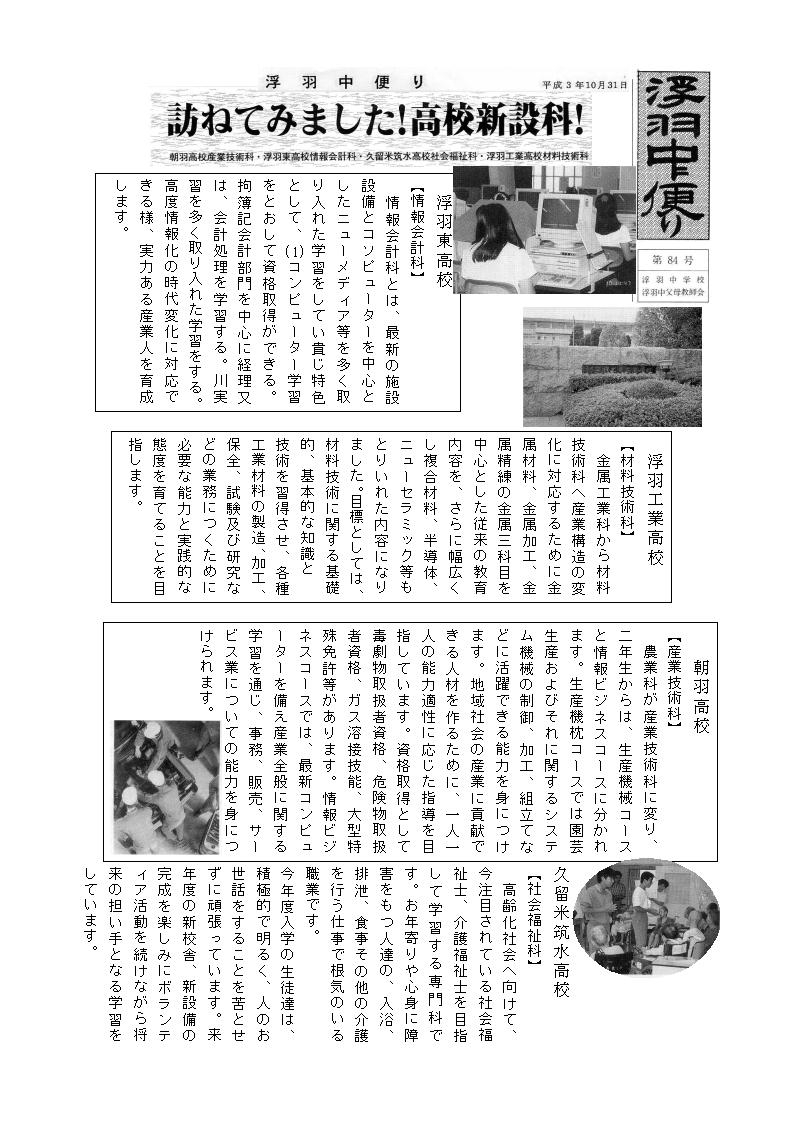 浮羽中便り
第84号
浮羽中学校
浮羽中父母教師会
浮羽中便り
平成3年10月31日
訪ねてみました!高校新設科!
朝羽高校産業技術科・浮羽東高校情報会計科・久留米筑水高校社会福祉科・浮羽工業高校材料技術科
浮羽東高校
【情報会計科】
情報会計科とは、最新の施設
設備とコソピューターを中心と
したニューメディア等を多く取
り入れた学習をしてい貴じ特色
として、(1)コンピューター学習
をとおして資格取得ができる。
拘簿記会計部門を中心に経理又
は、会計処理を学習する。川実
習を多く取り入れた学習をする。
高度情報化の時代変化に対応で
きる様、実力ある産業人を育成
します。
浮羽工業高校
【材料技術科】
金属工業科から材料
技術科へ産業構造の変
化に対応するために金
属材料、金属加工、金
属精練の金属三科目を
中心とした従来の教育
内容を、さらに幅広く
し複合材料、半導体、
ニューセラミック等も
とりいれた内容になり
ました。目標としては、
材料技術に関する基礎
的、基本的な知識と
技術を習得させ、各種
工業材料の製造、加工、
保全、試験及び研究な
どの業務につくために
必要な能力と実践的な
態度を育てることを目
指します。
朝羽高校
【産業技術科】
農業科が産業技術科に変り、
二年生からは、生産機械コース
と情報ビジネスコースに分かれ
ます。生産機枕コースでは園芸
生産およびそれに関するシステ
ム機械の制御、加工、組立てな
どに活躍できる能力を身につけ
ます。地域社会の産業に貢献で
きる人材を作るために、一人一
人の能力適性に応じた指導を目
指しています。資格取得として
毒劇物取扱者資格、危険物取扱
者資格、ガス溶接技能、大型特
殊免許等があります。情報ビジ
ネスコースでは、最新コンピュ
ーターを備え産業全般に関する
学習を通じ、事務、販売、サー
ビス業についての能力を身につ
けられます。
久留米筑水高校
【社会福祉科】
高齢化社会へ向けて、
今注目されている社会福
祉士、介護福祉士を目指
して学習する専門科で
す。お年寄りや心身に障
害をもつ人達の、入浴、
排泄、食事その他の介護
を行う仕事で根気のいる
職業です。
今年度入学の生徒達は、
積極的で明るく、人のお
世話をすることを苦とせ
ずに頑張っています。来
年度の新校舎、新設備の
完成を楽しみにボランテ
ィア活動を続けながら将
来の担い手となる学習を
しています。